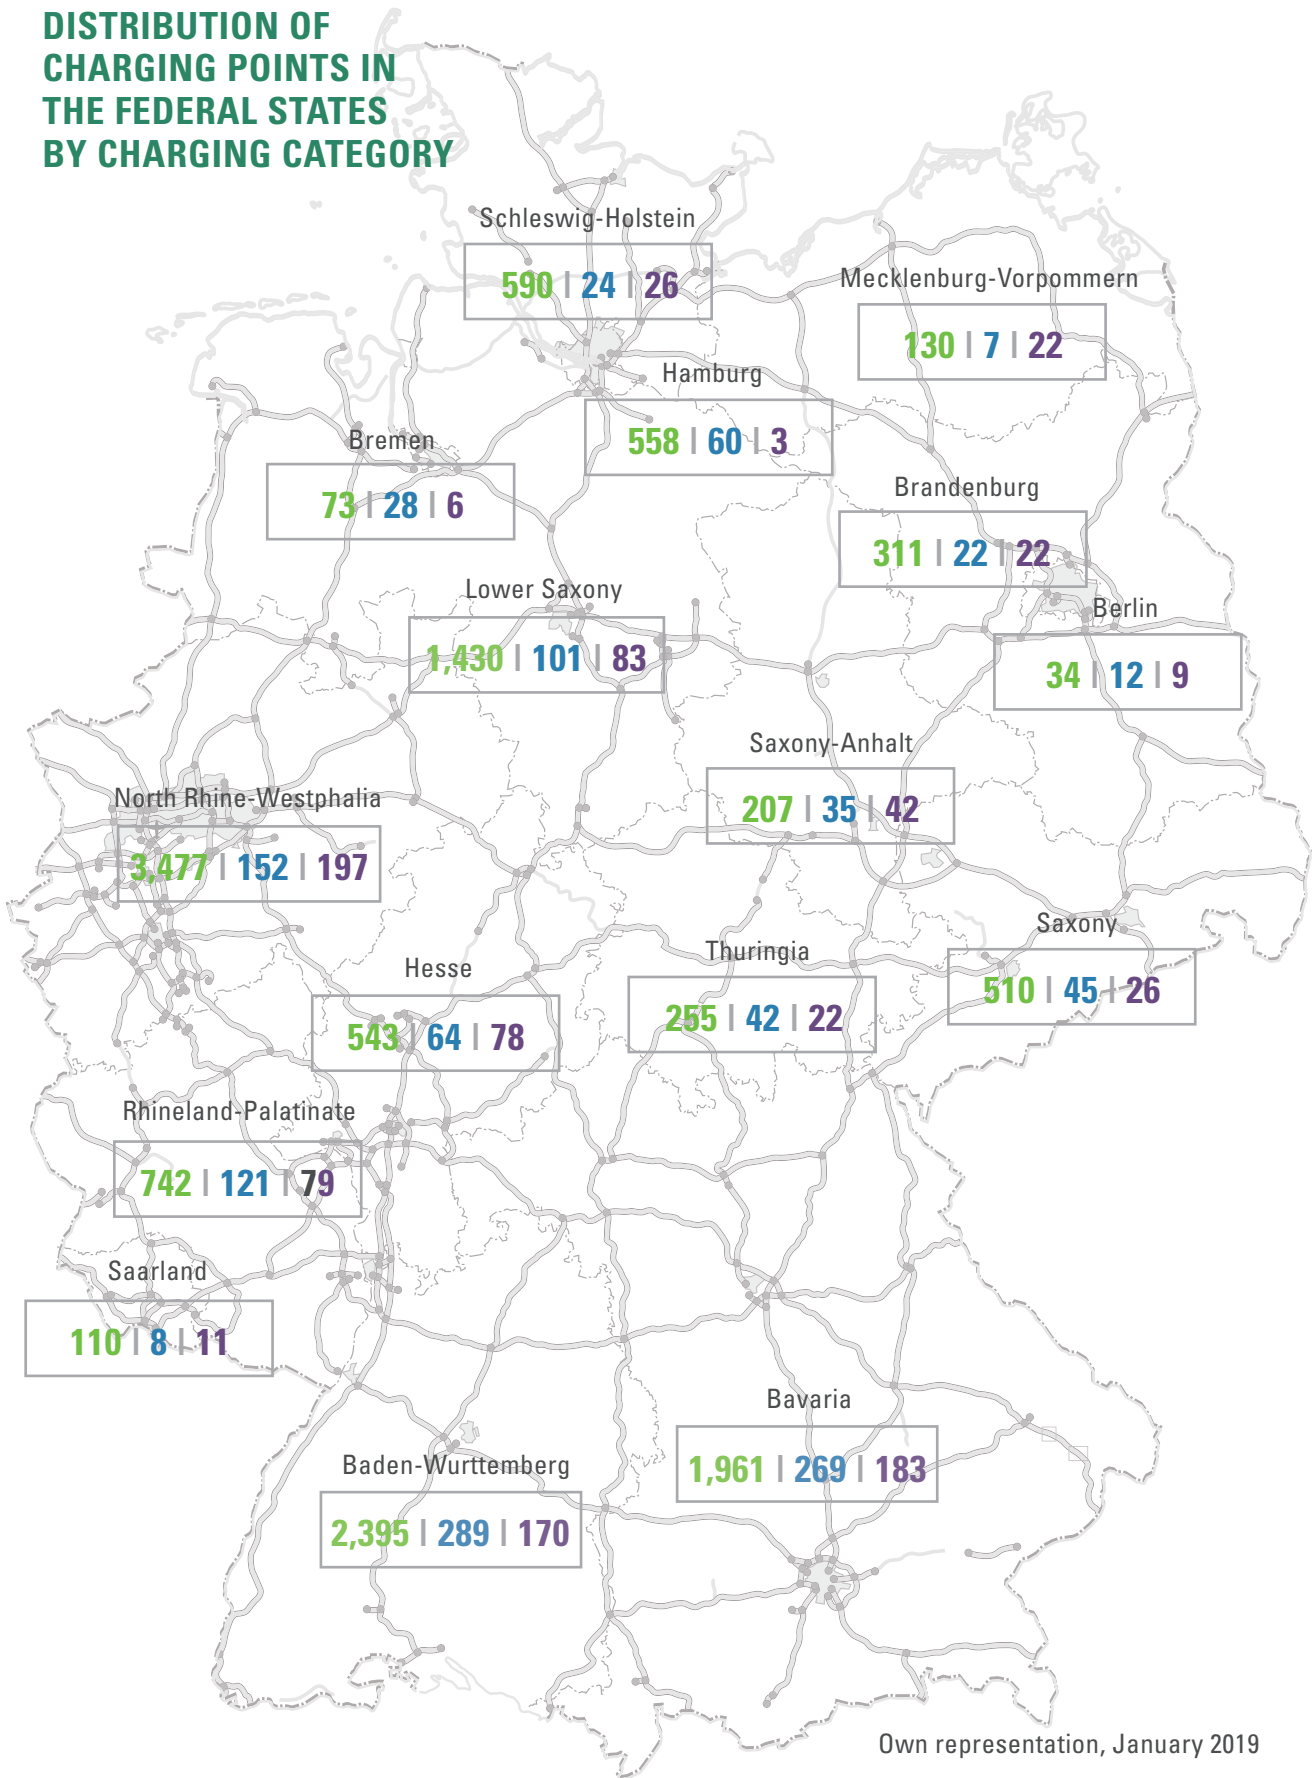 DISTRIBUTION OF
CHARGING POINTS IN
THE FEDERAL STATES
BY CHARGING CATEGORY
Schleswig-Holstein
590 | 24 | 26
Mecklenburg-Vorpommern
130 | 7 | 22
Hamburg
558 | 60 | 3
Bremen
73 | 28 | 6
Brandenburg
311 | 22 | 22
Lower Saxony
1,430 | 101 | 83
Berlin
34 | 12 | 9
Saxony-Anhalt
207 | 35 | 42
North Rhine-Westphalia
3,477 | 152 | 197
Saxony
510 | 45 | 26
Thuringia
255 | 42 | 22
Hesse
543 | 64 | 78
Rhineland-Palatinate
742 | 121 | 79
Saarland
110 | 8 | 11
Bavaria
1,961 | 269 | 183
Baden-Wurttemberg
2,395 | 289 | 170
Own representation, January 2019